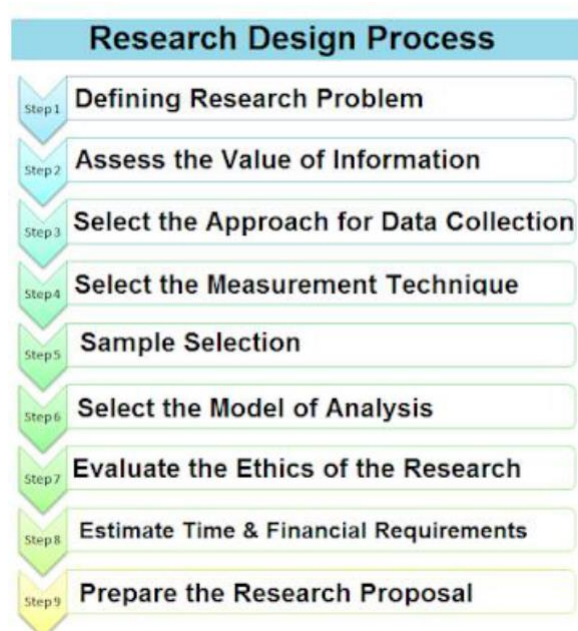 Research Design Process
Step1 Defining Research Problem
Step2 Assess the Value of Information
Step3 Select the Approach for Data Collection
Step4 Select the Measurement Technique
Step5 Sample Selection
Step6 Select the Model of Analysis
Step7 Evaluate the Ethics of the Research
Step8 Estimate Time & Financial Requirements
Step9 Prepare the Research Proposal